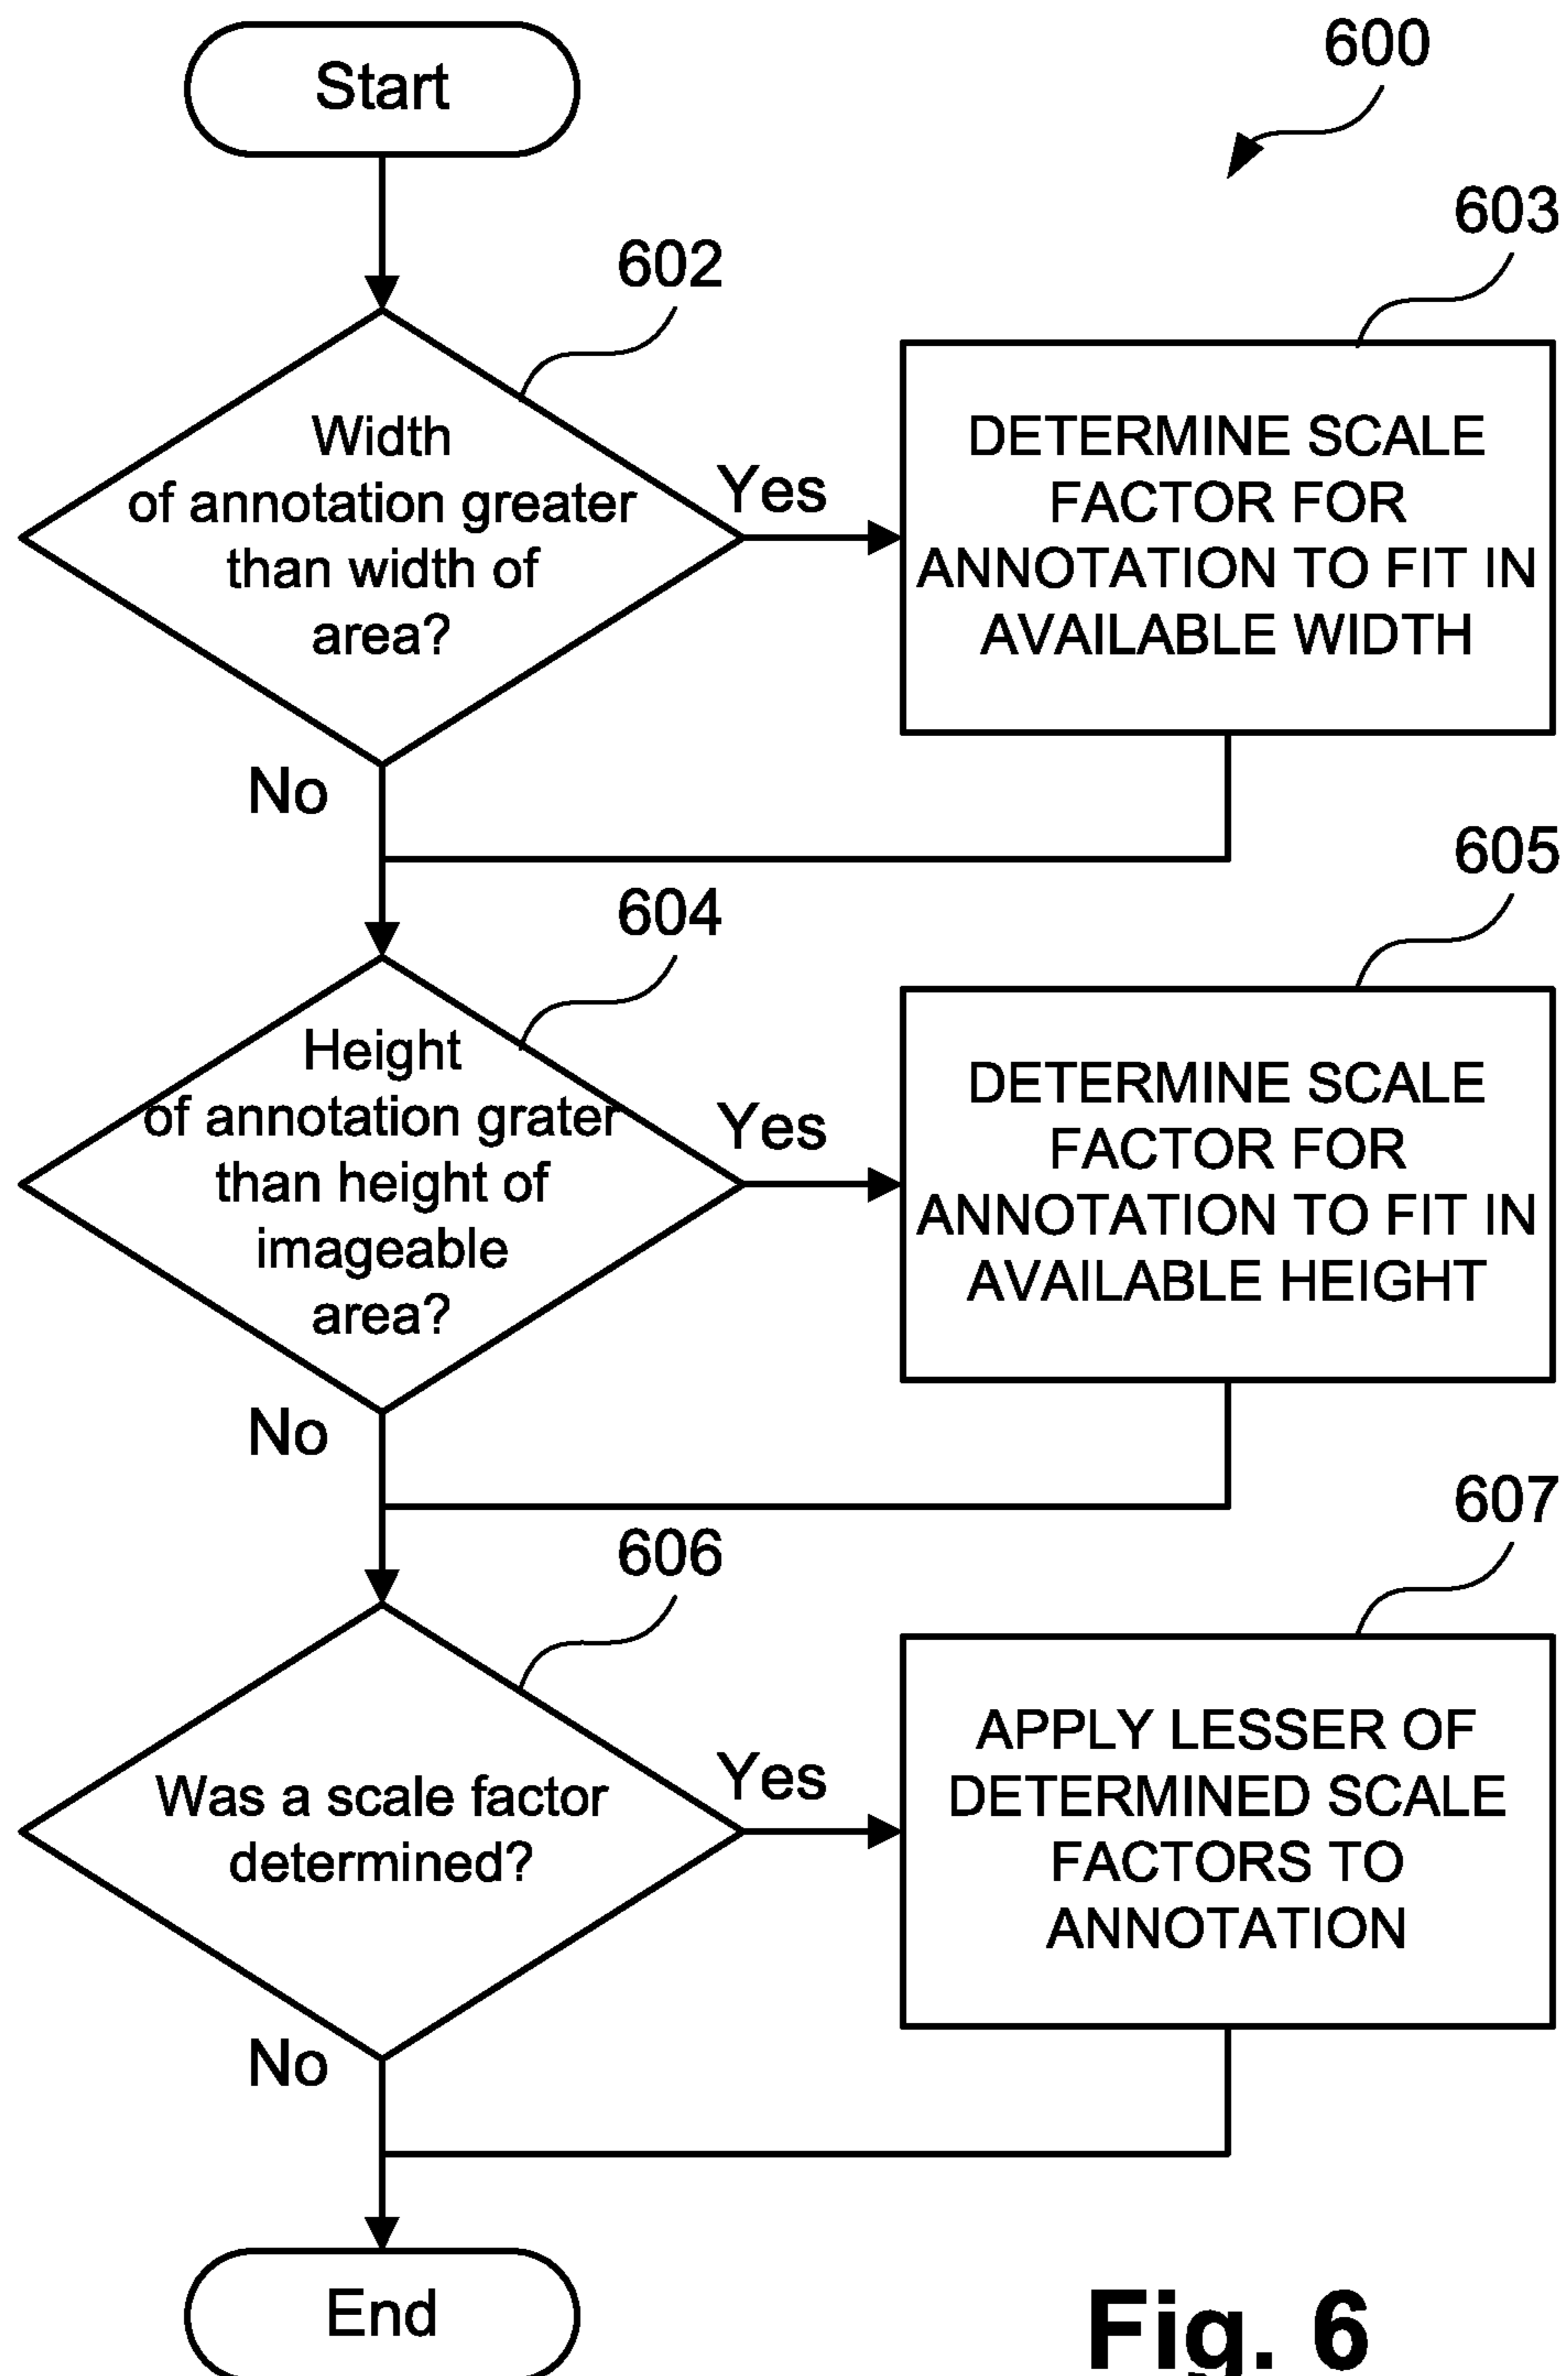 Start
600
602
603
Width
of annotation greater
than width of
area?
Yes
DETERMINE SCALE
FACTOR FOR
ANNOTATION TO FIT IN
AVAILABLE WIDTH
No
604
605
Height
of annotation grater
than height of
imageable
area?
Yes
DETERMINE SCALE
FACTOR FOR
ANNOTATION TO FIT IN
AVAILABLE HEIGHT
No
606
607
Was a scale factor
determined?
Yes
APPLY LESSER OF
DETERMINED SCALE
FACTORS TO
ANNOTATION
No
End
Fig. 6